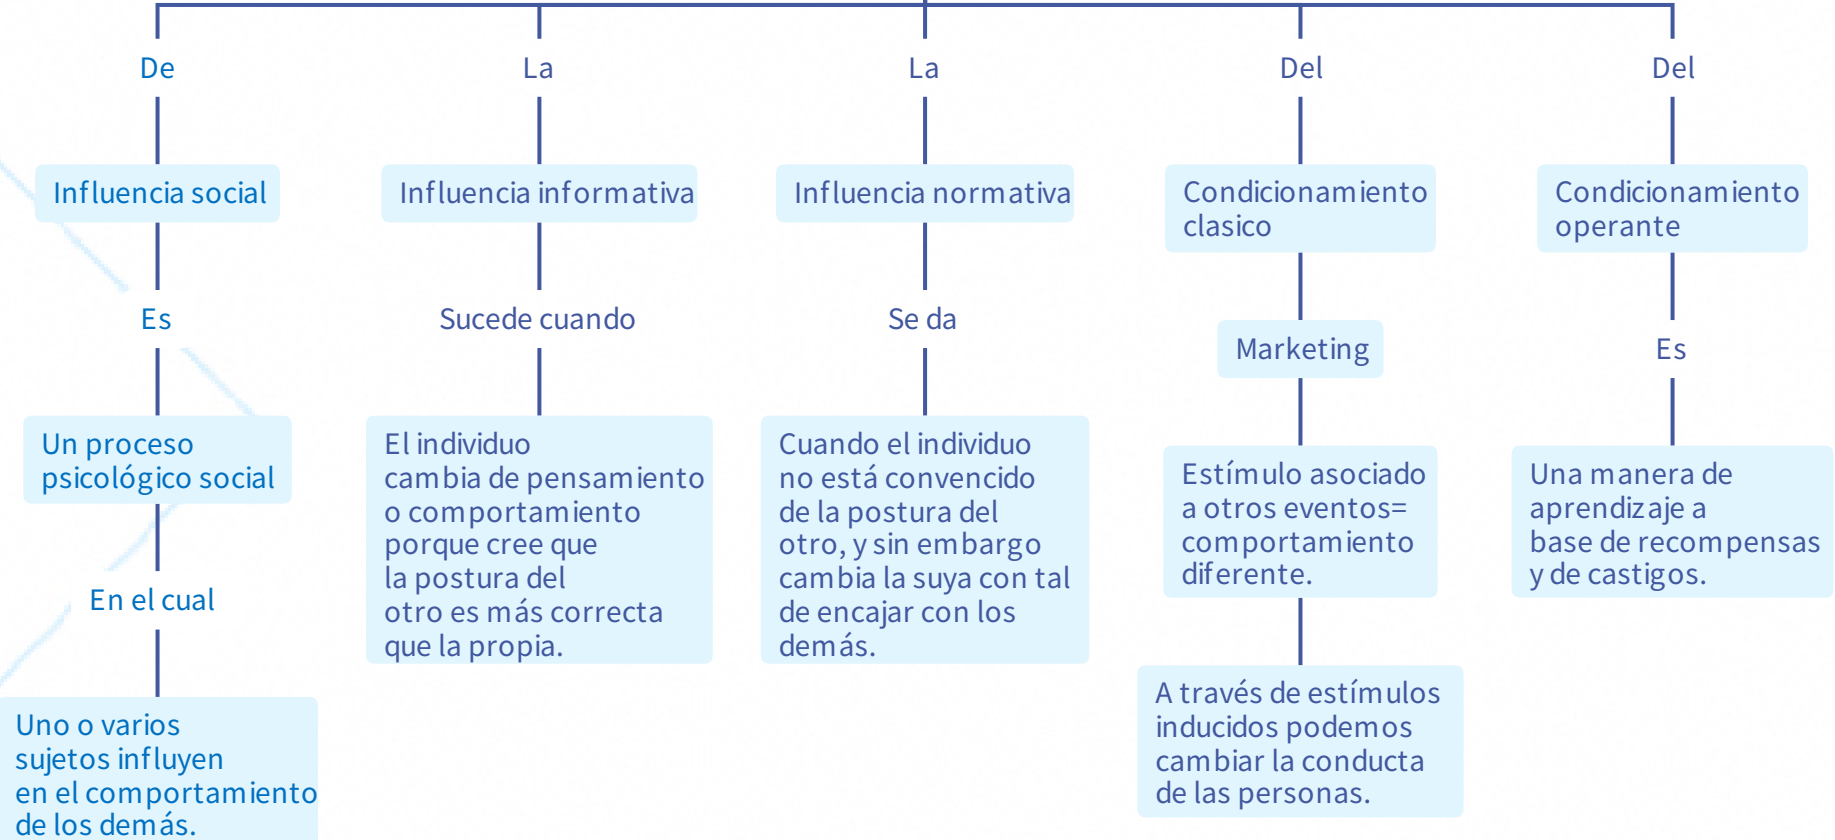 De
Influencia social
Es
Un proceso
psicológico social
En el cual
Uno o varios
sujetos influyen
en el comportamiento
de los demás.
La
Influencia informativa
Sucede cuando
El individuo
cambia de pensamiento
o comportamiento
porque cree que
la postura del
otro es más correcta
que la propia.
La
Influencia normativa
Se da
Cuando el individuo
no está convencido
de la postura del
otro, y sin embargo
cambia la suya con tal
de encajar con los
demás.
Del
Condicionamiento
clasico
Marketing
Estímulo asociado
a otros eventos=
comportamiento
diferente.
A través de estímulos
inducidos podemos
cambiar la conducta
de las personas.
Del
Condicionamiento
operante
Es
Una manera de
aprendizaje a
base de recompensas
y de castigos.